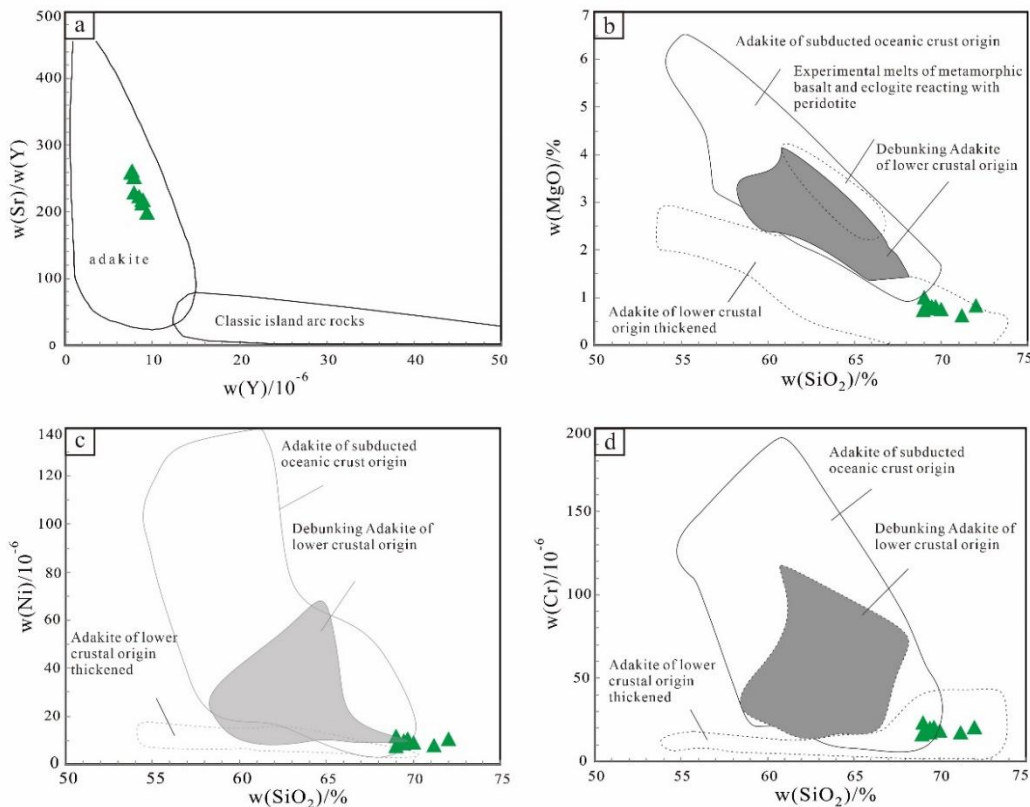 a
500
400
300
200
100
0
w(Sr)/w(Y)
adakite
Classic island arc rocks
0
10
20
30
40
50
w(Y)/10-6
b
7
6
5
4
3
2
1
0
w(MgO)/%
Adakite of subducted oceanic crust origin
Experimental melts of metamorphic
basalt and eclogite reacting with
peridotite
Debunking Adakite
of lower crustal origin
Adakite of lower crustal
origin thickened
50
55
60
65
70
75
w(SiO2)/%
c
140
120
100
80
60
40
20
0
w(Ni)/10-6
Adakite of subducted
oceanic crust origin
Debunking Adakite of
lower crustal origin
Adakite of lower
crustal origin
thickened
50
55
60
65
70
75
w(SiO2)/%
d
200
150
100
50
0
w(Cr)/10-6
Adakite of subducted
oceanic crust origin
Debunking Adakite of
lower crustal origin
Adakite of lower
crustal origin
thickened
50
55
60
65
70
75
w(SiO2)/%